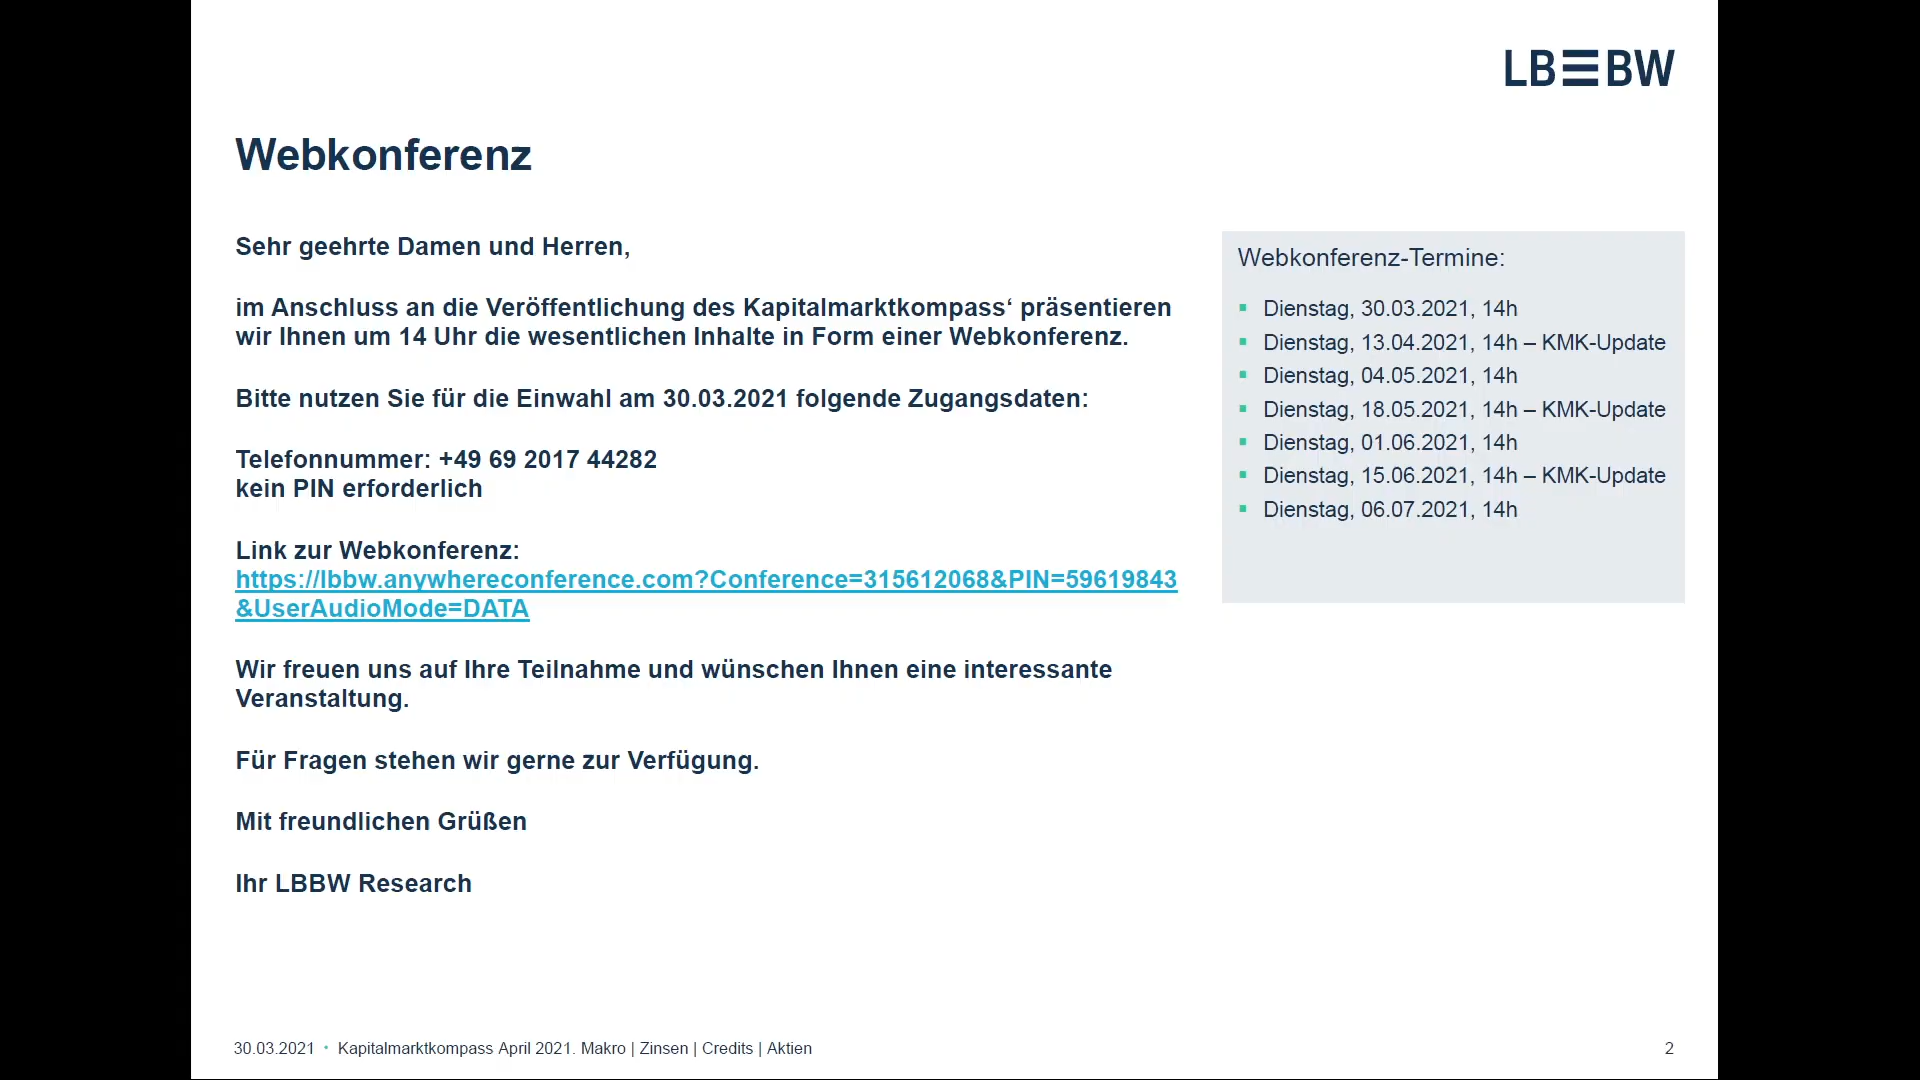 LBBW
Webkonferenz
Sehr geehrte Damen und Herren,
im Anschluss an die Veröffentlichung des Kapitalmarktkompass‘ präsentieren
wir Ihnen um 14 Uhr die wesentlichen Inhalte in Form einer Webkonferenz.
Bitte nutzen Sie für die Einwahl am 30.03.2021 folgende Zugangsdaten:
Telefonnummer: +49 69 2017 44282
kein PIN erforderlich
Link zur Webkonferenz:
https://lbbw.anywhereconference.com?Conference=315612068&PIN=59619843
&UserAudioMode=DATA
Wir freuen uns auf Ihre Teilnahme und wünschen Ihnen eine interessante
Veranstaltung.
Für Fragen stehen wir gerne zur Verfügung.
Mit freundlichen Grüßen
Ihr LBBW Research
Webkonferenz-Termine:
Dienstag, 30.03.2021, 14h
Dienstag, 13.04.2021, 14h – KMK-Update
Dienstag, 04.05.2021, 14h
Dienstag, 18.05.2021, 14h – KMK-Update
Dienstag, 01.06.2021, 14h
Dienstag, 15.06.2021, 14h – KMK-Update
Dienstag, 06.07.2021, 14h
30.03.2021 • Kapitalmarktkompass April 2021. Makro | Zinsen | Credits | Aktien
2